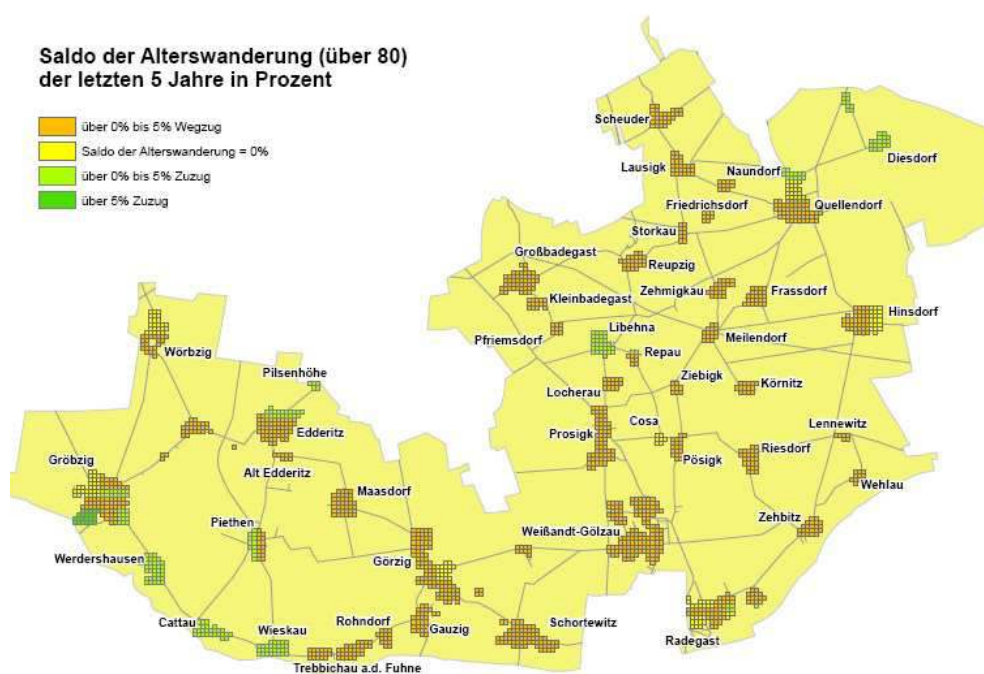 Saldo der Alterswanderung (über 80)
der letzten 5 Jahre in Prozent
über 0% bis 5% Wegzug
Saldo der Alterswanderung = 0%
über 0% bis 5% Zuzug
über 5% Zuzug
Scheuder
Diesdorf
Lausigk
Naundorf
Friedrichsdorf
Quellendorf
Storkau
Großbadegast
Reupzig
Zehmigkau
Frassdorf
Kleinbadegast
Hinsdorf
Libehna
Pfriemsdorf
Meilendorf
Wörbzig
Repau
Pilsenhöhe
Ziebigk
Körnitz
Locherau
Cosa
Lennewitz
Edderitz
Prosigk
Gröbzig
Alt Edderitz
Pösigk
Riesdorf
Wehlau
Maasdorf
Zehbitz
Piethen
Weißandt-Gölzau
Werdershausen
Görzig
Cattau
Wieskau
Rohndorf
Gauzig
Schortewitz
Radegast
Trebbichau a.d. Fuhne